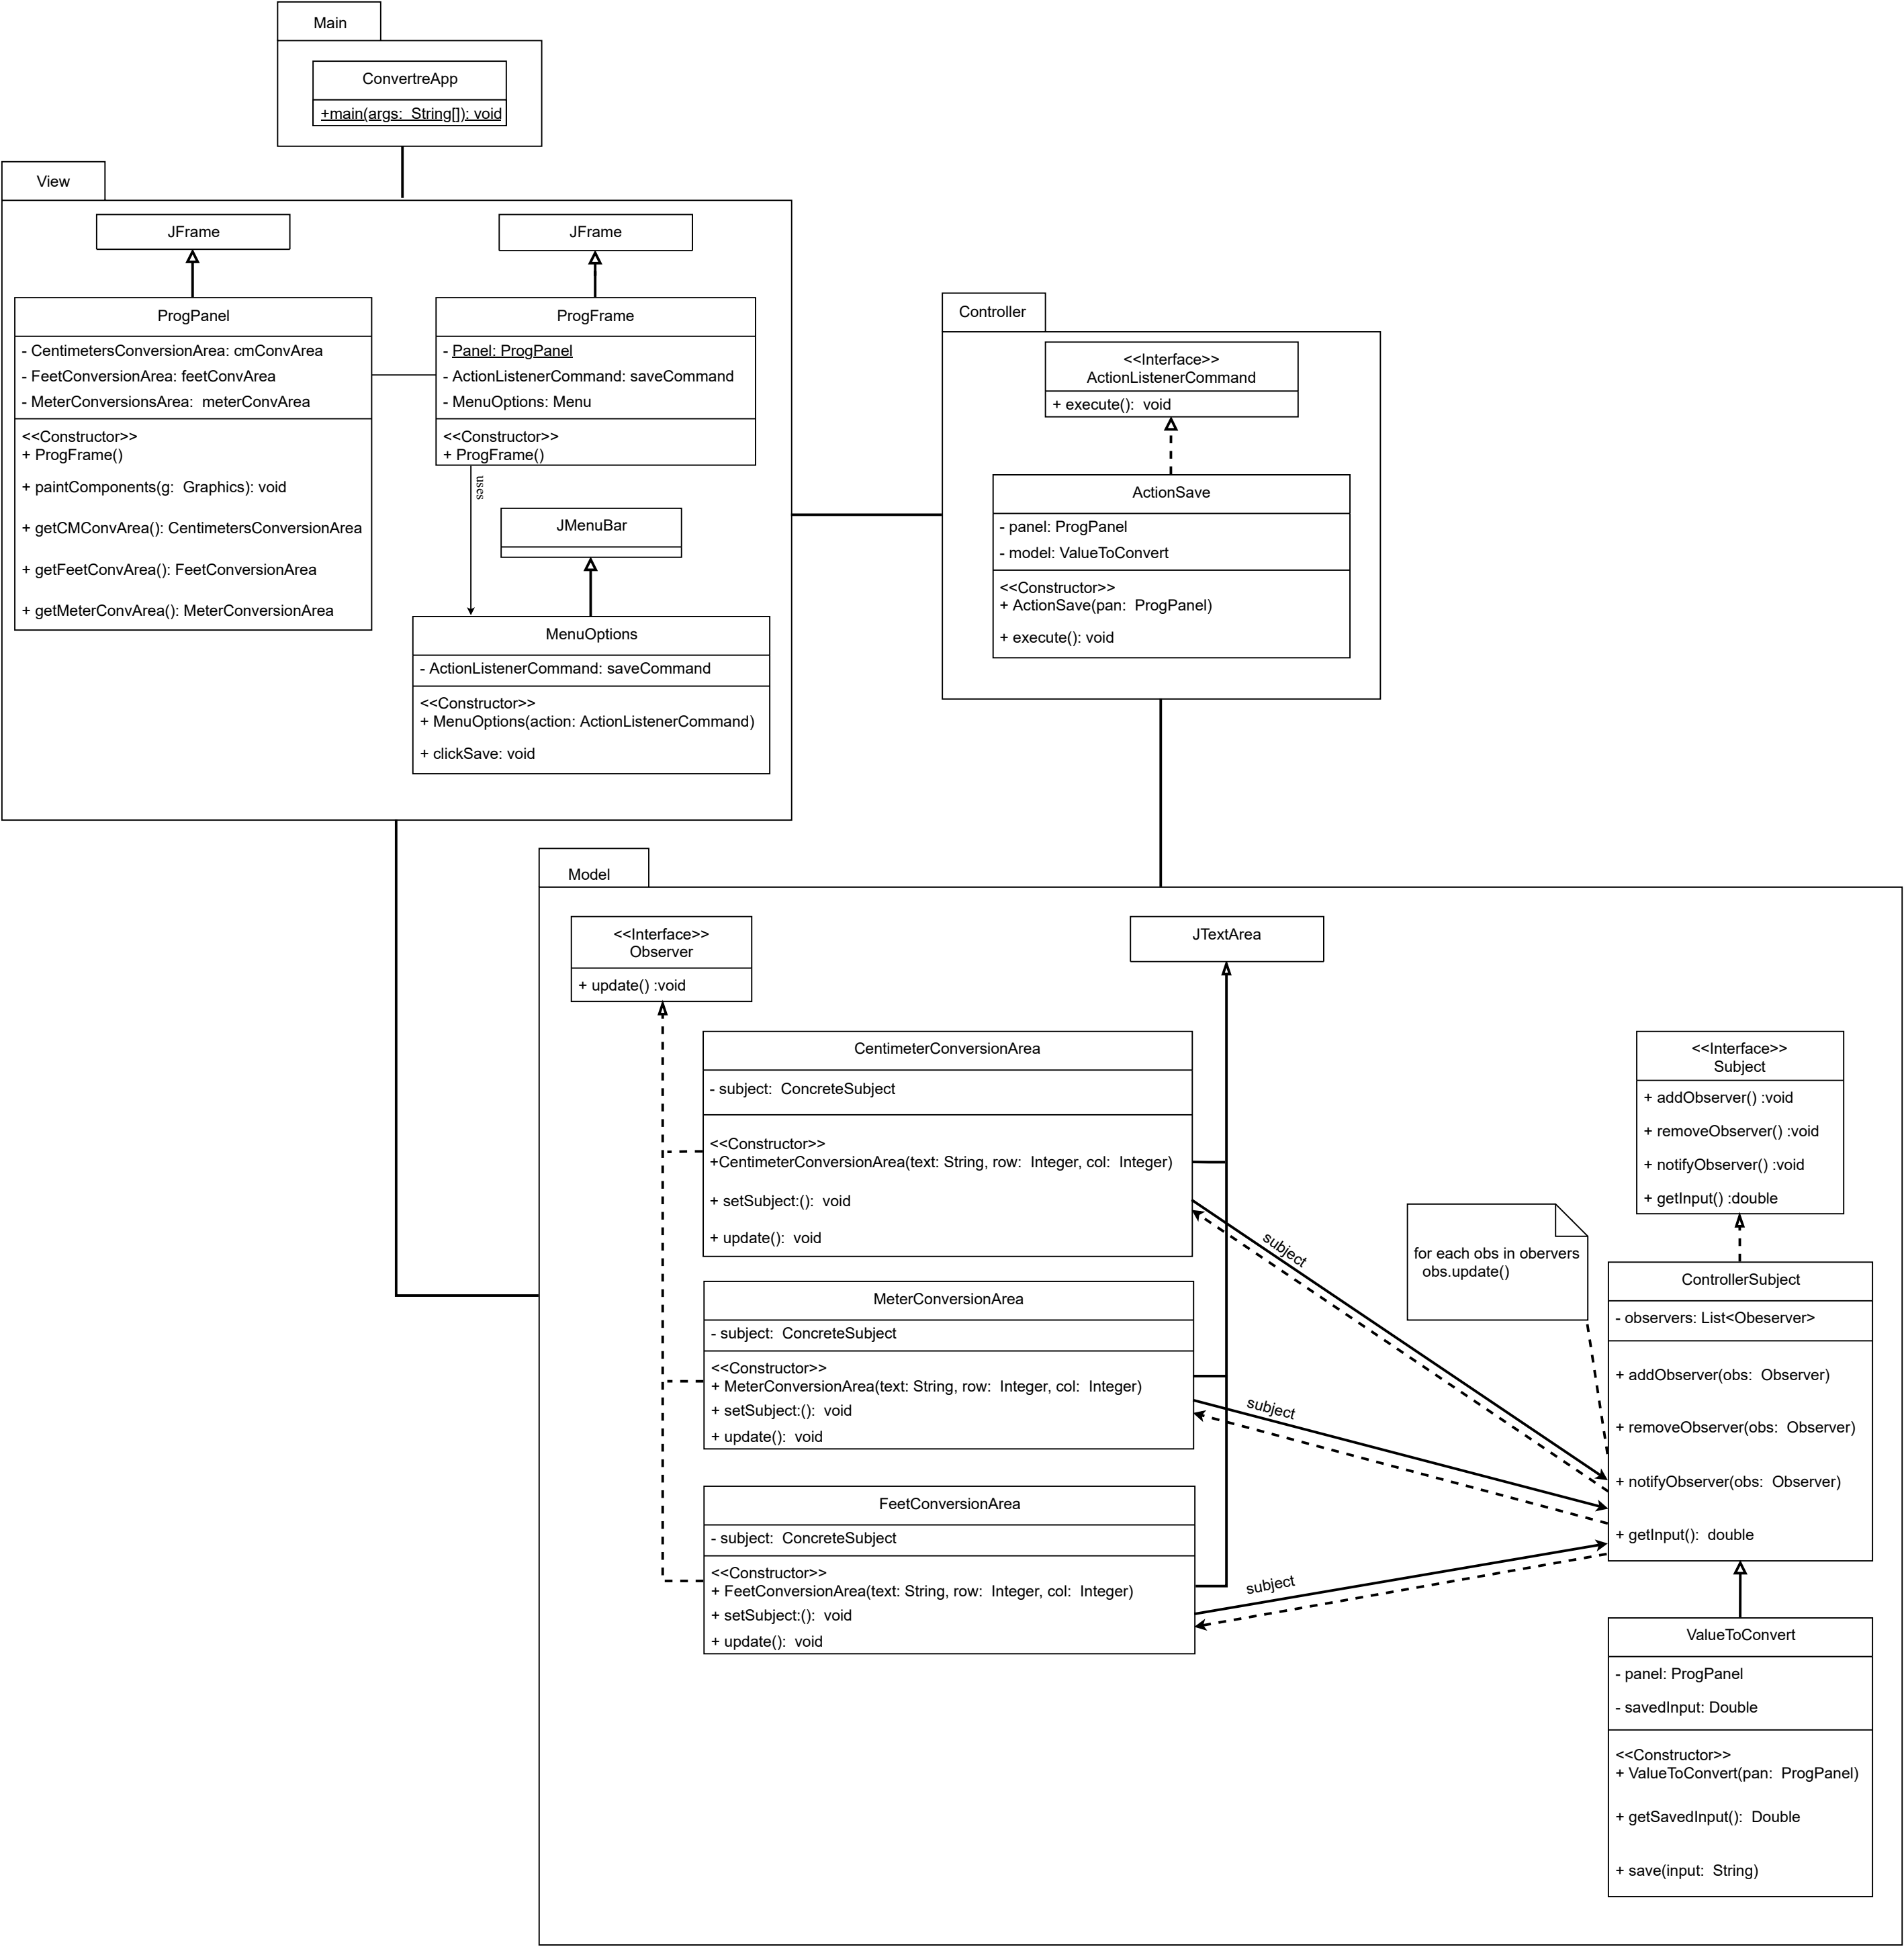 Main
ConvertreApp
+main(args:  String[]): void
View
JFrame
JFrame
ProgPanel
- CentimetersConversionArea: cmConvArea
- FeetConversionArea: feetConvArea
- MeterConversionsArea:  meterConvArea
<<Constructor>>
+ ProgFrame()
+ paintComponents(g:  Graphics): void
+ getCMConvArea(): CentimetersConversionArea
+ getFeetConvArea(): FeetConversionArea
+ getMeterConvArea(): MeterConversionArea
ProgFrame
- Panel: ProgPanel
- ActionListenerCommand: saveCommand
- MenuOptions: Menu
<<Constructor>>
+ ProgFrame()
uses
JMenuBar
MenuOptions
- ActionListenerCommand: saveCommand
<<Constructor>>
+ MenuOptions(action: ActionListenerCommand)
+ clickSave: void
Controller
<<Interface>>
ActionListenerCommand
+ execute():  void
ActionSave
- panel: ProgPanel
- model: ValueToConvert
<<Constructor>>
+ ActionSave(pan:  ProgPanel)
+ execute(): void
Model
<<Interface>>
Observer
+ update() :void
JTextArea
CentimeterConversionArea
- subject:  ConcreteSubject
<<Constructor>>
+CentimeterConversionArea(text: String, row:  Integer, col:  Integer)
+ setSubject:():  void
+ update():  void
MeterConversionArea
- subject:  ConcreteSubject
<<Constructor>>
+ MeterConversionArea(text: String, row:  Integer, col:  Integer)
+ setSubject:():  void
+ update():  void
FeetConversionArea
- subject:  ConcreteSubject
<<Constructor>>
+ FeetConversionArea(text: String, row:  Integer, col:  Integer)
+ setSubject:():  void
+ update():  void
subject
subject
subject
for each obs in obervers
obs.update()
<<Interface>>
Subject
+ addObserver() :void
+ removeObserver() :void
+ notifyObserver() :void
+ getInput() :double
ControllerSubject
- observers: List<Obeserver>
+ addObserver(obs:  Observer)
+ removeObserver(obs:  Observer)
+ notifyObserver(obs:  Observer)
+ getInput():  double
ValueToConvert
- panel: ProgPanel
- savedInput: Double
<<Constructor>>
+ ValueToConvert(pan:  ProgPanel)
+ getSavedInput():  Double
+ save(input:  String)